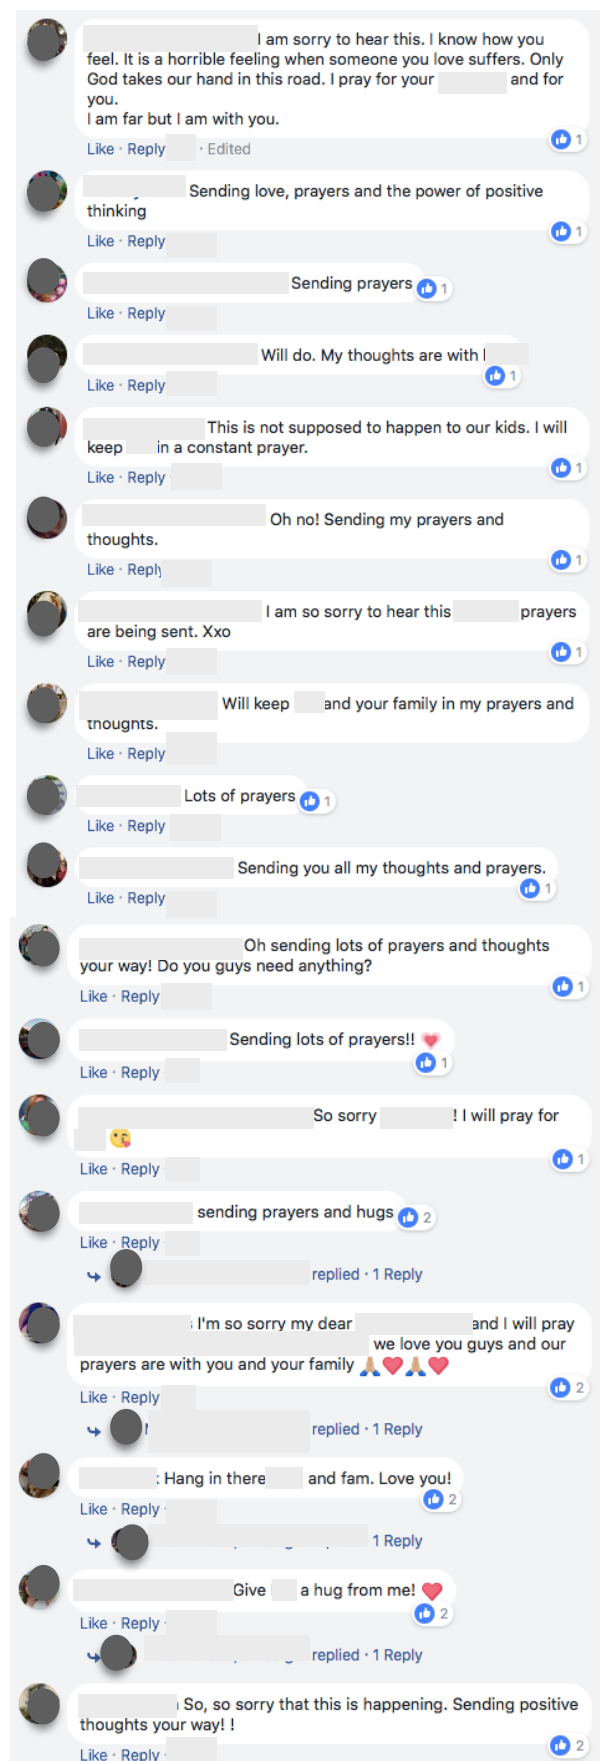 I am sorry to hear this. I know how you
feel. It is a horrible feeling when someone you love suffers. Only
God takes our hand in this road. I pray for your and for
you.
I am far but I am with you.
Like · Reply · Edited
1
Sending love, prayers and the power of positive
thinking
1
Like · Reply
Sending prayers
1
Like · Reply
Will do. My thoughts are with
1
Like · Reply
This is not supposed to happen to our kids. I will
keep in a constant prayer.
1
Like · Reply
Oh no! Sending my prayers and
thoughts.
1
Like · Reply
I am so sorry to hear this prayers
are being sent. Xxo
1
Like · Reply
Will keep and your family in my prayers and
thoughts.
Like · Reply
Lots of prayers
1
Like · Reply
Sending you all my thoughts and prayers.
1
Like · Reply
Oh sending lots of prayers and thoughts
your way! Do you guys need anything?
1
Like · Reply
Sending lots of prayers!! 💗
1
Like · Reply
So sorry ! I will pray for
😘
1
Like · Reply
sending prayers and hugs
2
Like · Reply
replied · 1 Reply
I'm so sorry my dear and I will pray
we love you guys and our
prayers are with you and your family 🙏🏼❤️🙏🏼❤️
2
Like · Reply
replied · 1 Reply
Hang in there and fam. Love you!
2
Like · Reply
1 Reply
Give a hug from me! ❤️
2
Like · Reply
replied · 1 Reply
So, so sorry that this is happening. Sending positive
thoughts your way! !
2
Like · Reply